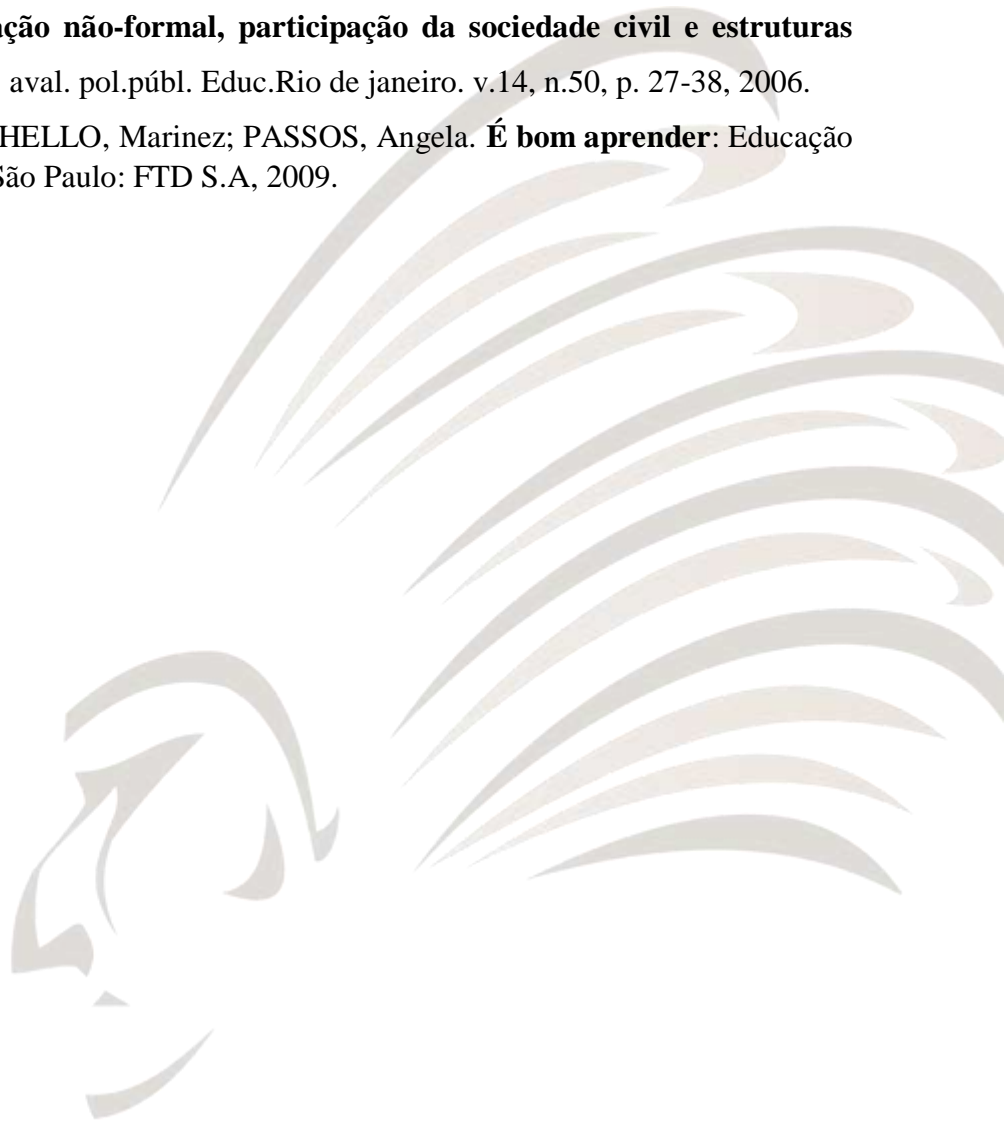 ação não-formal, participação da sociedade civil e estruturas
aval. pol.públ. Educ.Rio de janeiro. v.14, n.50, p. 27-38, 2006.
HELLO, Marinez; PASSOS, Angela. É bom aprender: Educação
São Paulo: FTD S.A, 2009.